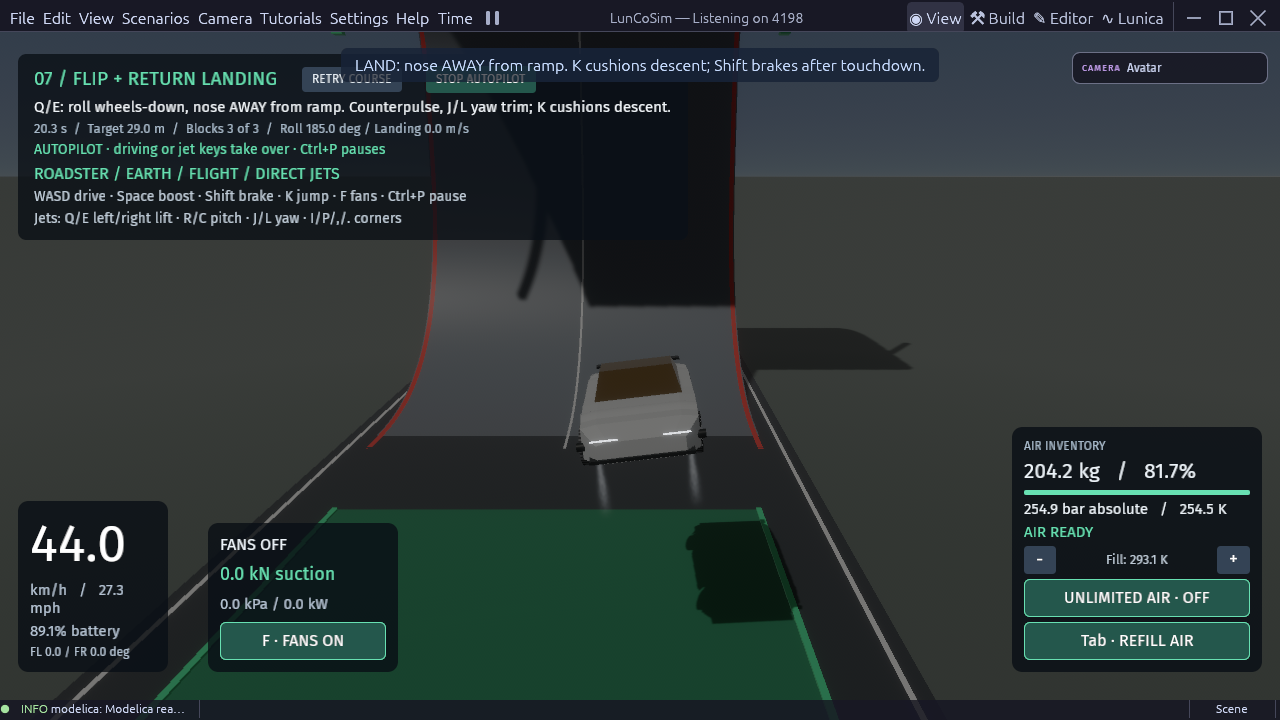 File Edit View Scenarios Camera Tutorials Settings Help Time
LunCoSim — Listening on 4198
View Build Editor Lunica
LAND: nose AWAY from ramp. K cushions descent; Shift brakes after touchdown.
07 / FLIP + RETURN LANDING
RETRY COURSE
STOP AUTOPILOT
Q/E: roll wheels-down, nose AWAY from ramp. Counterpulse, J/L yaw trim; K cushions descent.
20.3 s / Target 29.0 m / Blocks 3 of 3 / Roll 185.0 deg / Landing 0.0 m/s
AUTOPILOT · driving or jet keys take over · Ctrl+P pauses
ROADSTER / EARTH / FLIGHT / DIRECT JETS
WASD drive · Space boost · Shift brake · K jump · F fans · Ctrl+P pause
Jets: Q/E left/right lift · R/C pitch · J/L yaw · I/P/,/. corners
CAMERA Avatar
44.0
km/h / 27.3
mph
89.1% battery
FL 0.0 / FR 0.0 deg
FANS OFF
0.0 kN suction
0.0 kPa / 0.0 kW
F · FANS ON
AIR INVENTORY
204.2 kg / 81.7%
254.9 bar absolute / 254.5 K
AIR READY
- Fill: 293.1 K +
UNLIMITED AIR · OFF
Tab · REFILL AIR
INFO modelica: Modelica rea...
Scene